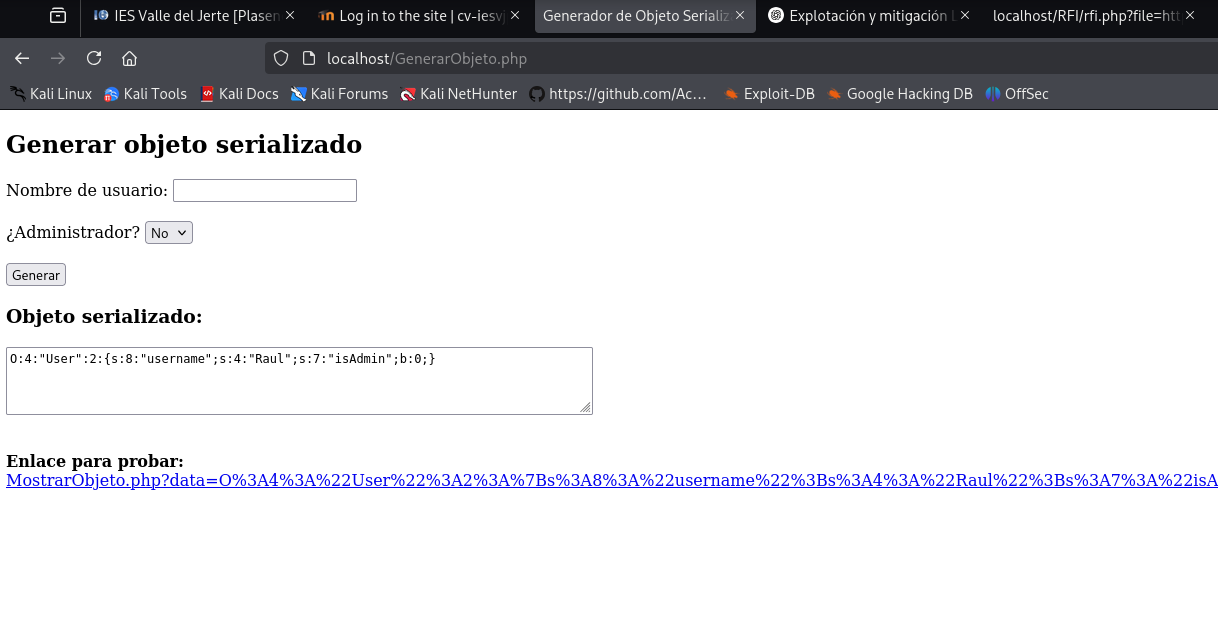 IES Valle del Jerte [Plasen
Log in to the site | cv-iesvj
Generador de Objeto Serializ
Explotación y mitigación
localhost/RFI/rfi.php?file=htt
localhost/GenerarObjeto.php
Kali Linux
Kali Tools
Kali Docs
Kali Forums
Kali NetHunter
https://github.com/Ac...
Exploit-DB
Google Hacking DB
OffSec
Generar objeto serializado
Nombre de usuario:
¿Administrador? No
Generar
Objeto serializado:
O:4:"User":2:{s:8:"username";s:4:"Raul";s:7:"isAdmin";b:0;}
Enlace para probar:
MostrarObjeto.php?data=O%3A4%3A%22User%22%3A2%3A%7Bs%3A8%3A%22username%22%3Bs%3A4%3A%22Raul%22%3Bs%3A7%3A%22isA